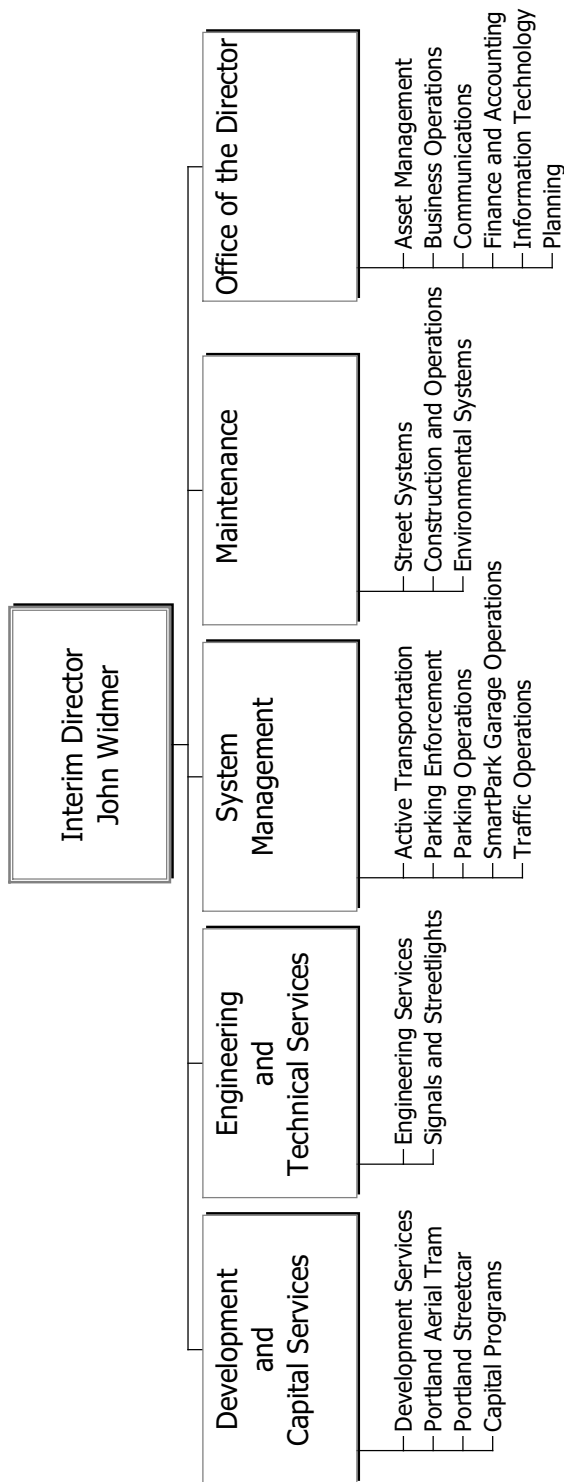 Interim Director
John Widmer
Development
and
Capital Services
Development Services
Portland Aerial Tram
Portland Streetcar
Capital Programs
Engineering
and
Technical Services
Engineering Services
Signals and Streetlights
System
Management
Active Transportation
Parking Enforcement
Parking Operations
SmartPark Garage Operations
Traffic Operations
Maintenance
Street Systems
Construction and Operations
Environmental Systems
Office of the Director
Asset Management
Business Operations
Communications
Finance and Accounting
Information Technology
Planning